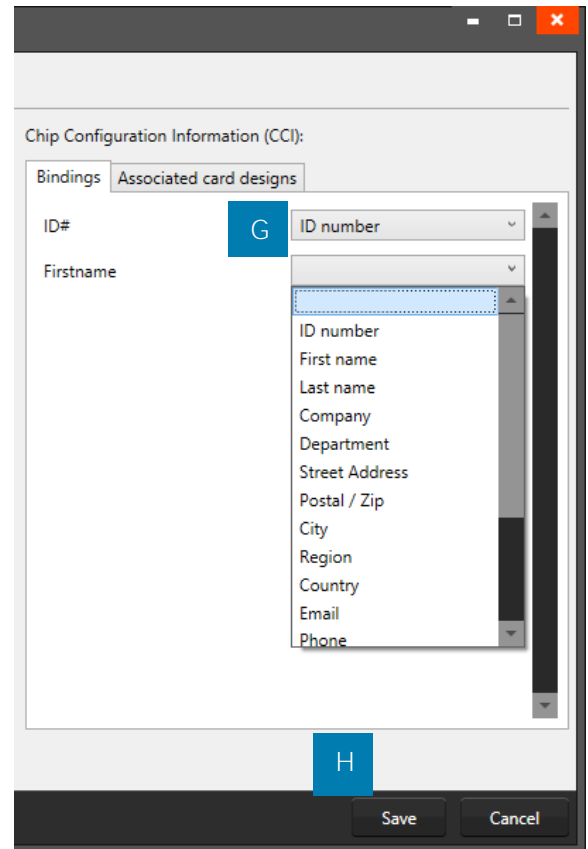 Chip Configuration Information (CCI):
Bindings Associated card designs
ID# G ID number
Firstname
ID number
First name
Last name
Company
Department
Street Address
Postal / Zip
City
Region
Country
Email
Phone
H
Save Cancel